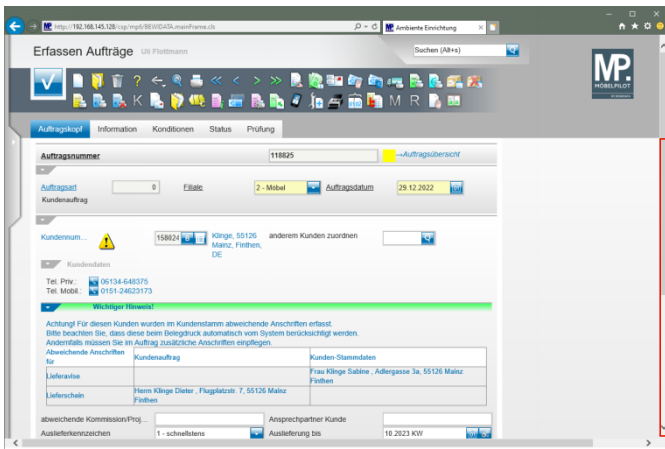 http://192.168.145.128/csp/mp6/BEWIDATA.mainFrame.cls
Ambiente Einrichtung
Erfassen Aufträge Uli Flottmann
Suchen (Alt+s)
MP.
MÖBELPILOT
K
M R
Auftragskopf Information Konditionen Status Prüfung
Auftragsnummer 118825 →Auftragsübersicht
Auftragsart 0 Filiale 2 - Möbel Auftragsdatum 29.12.2022
Kundenauftrag
Kundennum... 158024 Klinge, 55126 anderem Kunden zuordnen
Mainz, Finthen,
DE
Kundendaten
Tel. Priv.: 06134-648375
Tel. Mobil.: 0151-24623173
Wichtiger Hinweis!
Achtung! Für diesen Kunden wurden im Kundenstamm abweichende Anschriften erfasst.
Bitte beachten Sie, dass diese beim Belegdruck automatisch vom System berücksichtigt werden.
Andernfalls müssen Sie im Auftrag zusätzliche Anschriften einpflegen.
Abweichende Anschriften für Kundenauftrag Kunden-Stammdaten
Lieferavise Frau Klinge Sabine , Adlergasse 3a, 55126 Mainz
Finthen
Lieferschein Herrn Klinge Dieter , Flugplatzstr. 7, 55126 Mainz
Finthen
abweichende Kommission/Proj... Ansprechpartner Kunde
Auslieferkennzeichen 1 - schnellstens Auslieferung bis 10.2023 KW